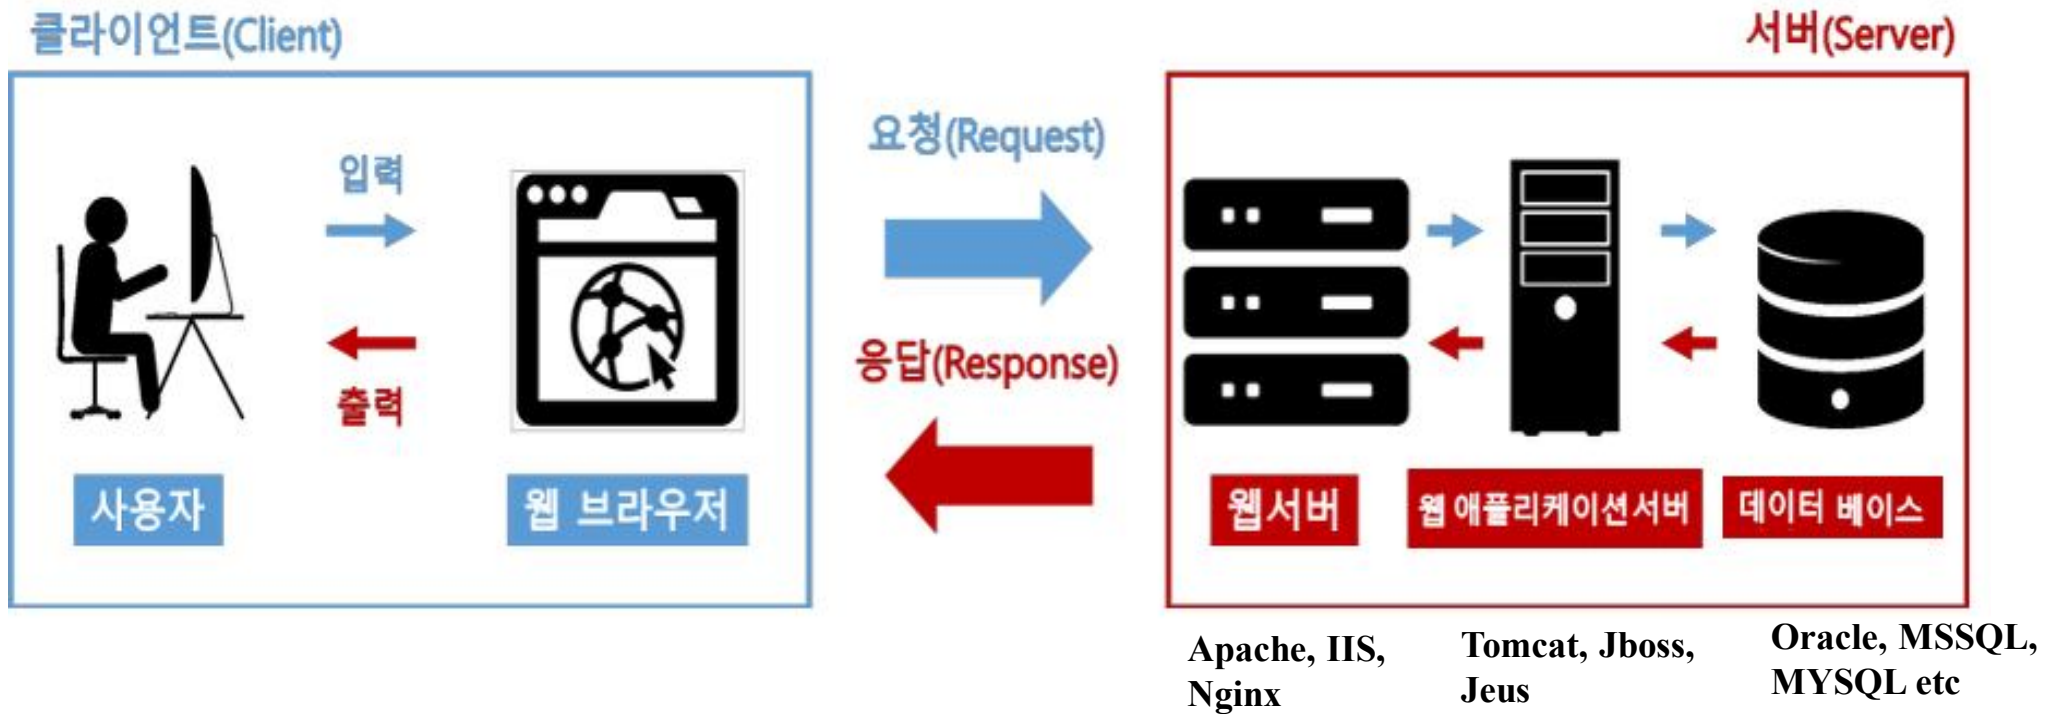 클라이언트(Client)
서버(Server)
입력
출력
사용자
웹 브라우저
요청(Request)
응답(Response)
웹서버
웹 애플리케이션서버
데이터 베이스
Apache, IIS,
Nginx
Tomcat, Jboss,
Jeus
Oracle, MSSQL,
MYSQL etc